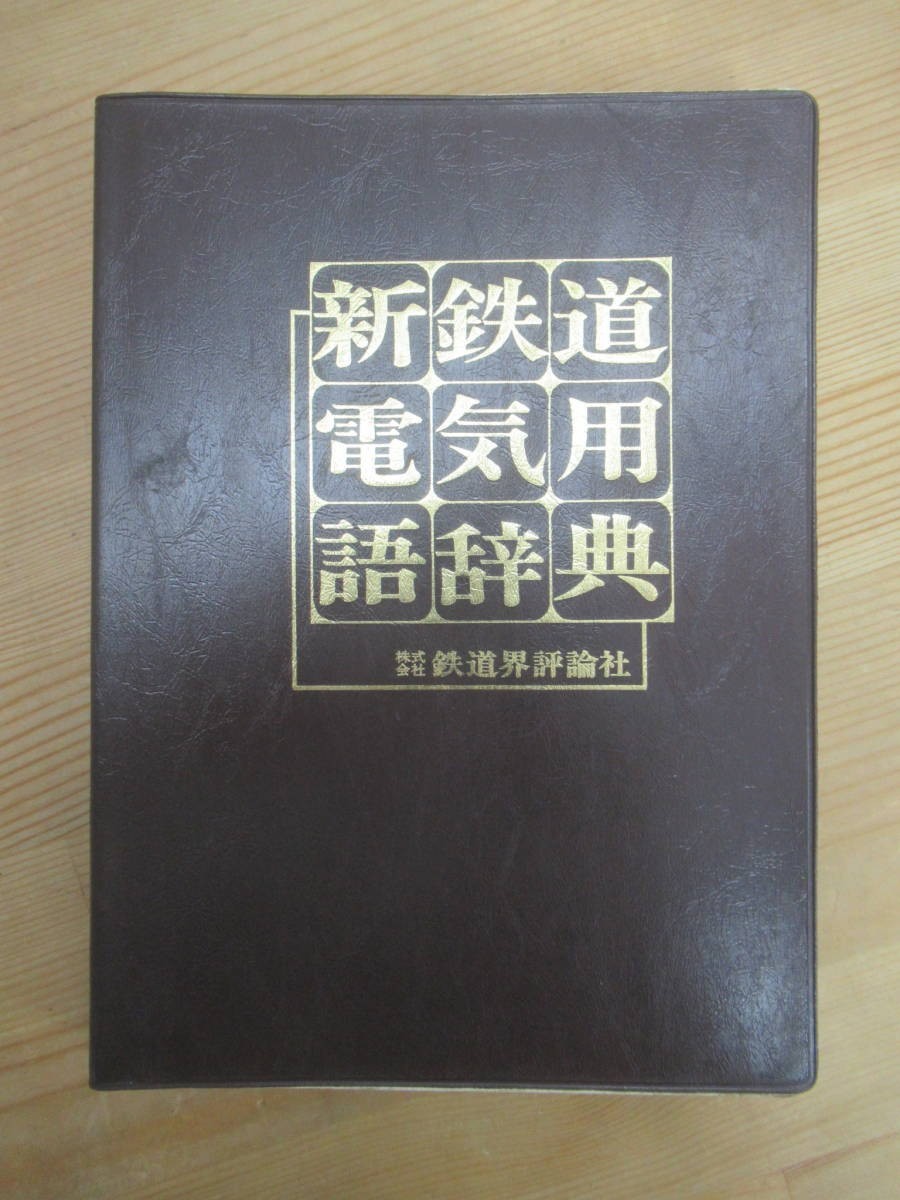 新鉄道
電気用
語辞典
株式会社 鉄道界評論社